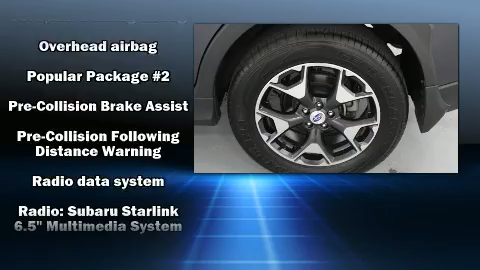 Overhead airbag
Popular Package #2
Pre-Collision Brake Assist
Pre-Collision Following
Distance Warning
Radio data system
Radio: Subaru Starlink
6.5" Multimedia System